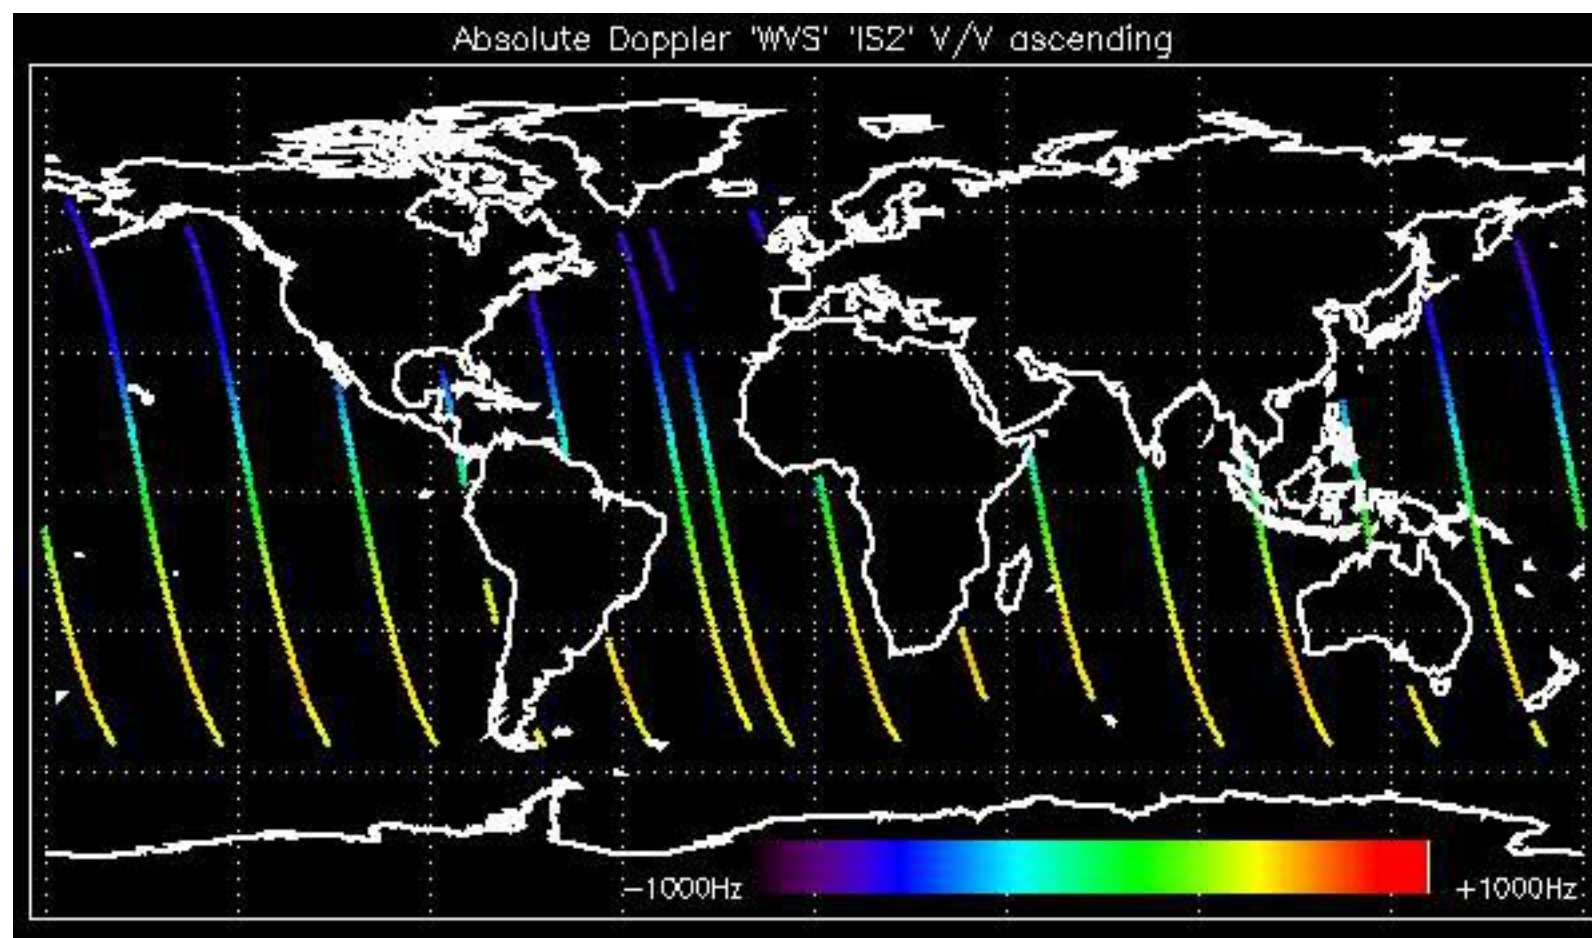 Absolute Doppler 'WVS' 'IS2' V/V ascending
-1000Hz
+1000Hz